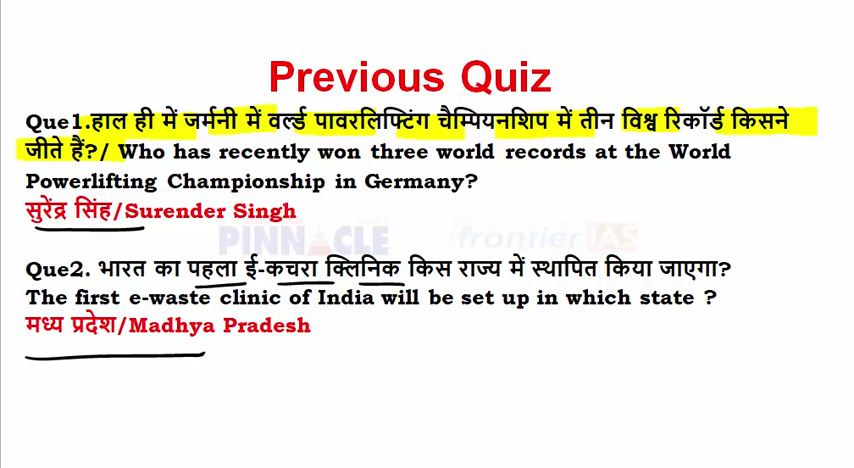 Previous Quiz
Que1.हाल ही में जर्मनी में वर्ल्ड पावरलिफ्टिंग चैम्पियनशिप में तीन विश्व रिकॉर्ड किसने
जीते हैं?/ Who has recently won three world records at the World
Powerlifting Championship in Germany?
सुरेंद्र सिंह/Surender Singh
PINNACLE frontier IAS
Que2. भारत का पहला ई-कचरा क्लिनिक किस राज्य में स्थापित किया जाएगा?
The first e-waste clinic of India will be set up in which state ?
मध्य प्रदेश/Madhya Pradesh